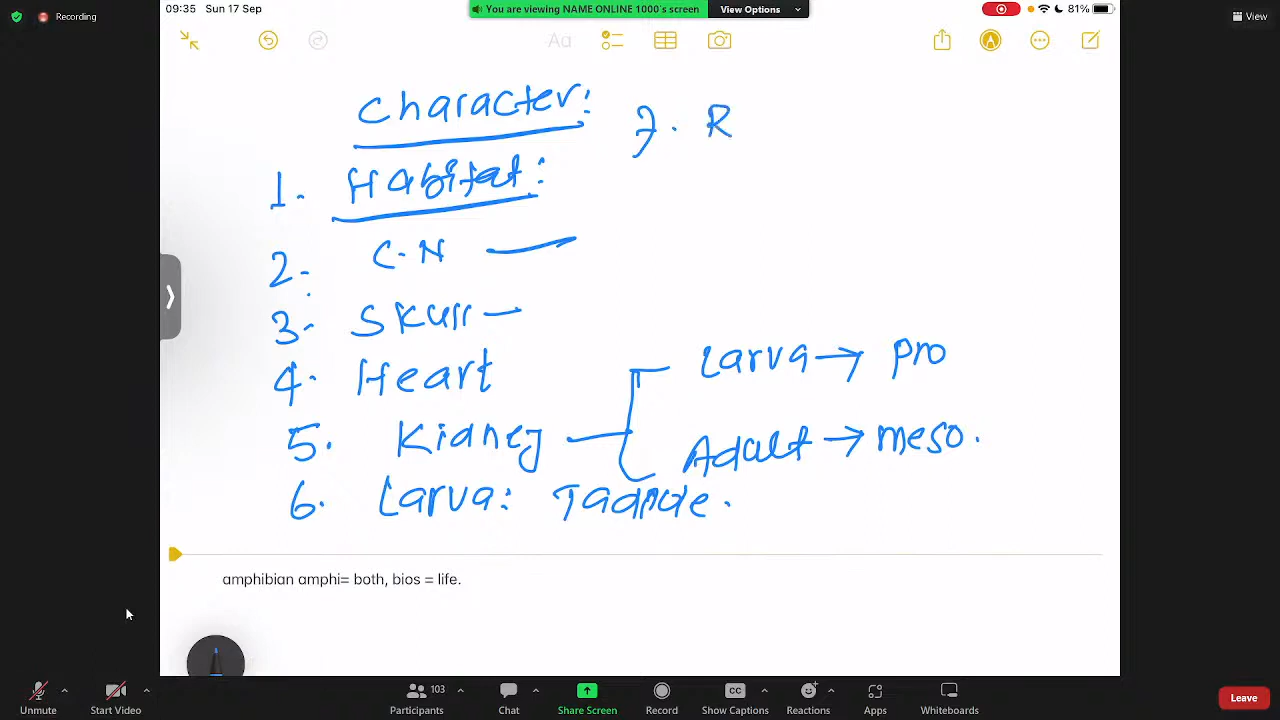 09:35 Sun 17 Sep
You are viewing NAME ONLINE 1000's screen
View Options
81%
Recording
View
Aa
Character:
7. R
1. Habitat:
2. C.N
3. Skull
4. Heart
Larva → pro
5. Kidney
Adult → meso.
6. Larva: Tadpole.
amphibian amphi= both, bios = life.
Unmute
Start Video
103
Participants
Chat
Share Screen
Record
CC
Show Captions
Reactions
Apps
Whiteboards
Leave